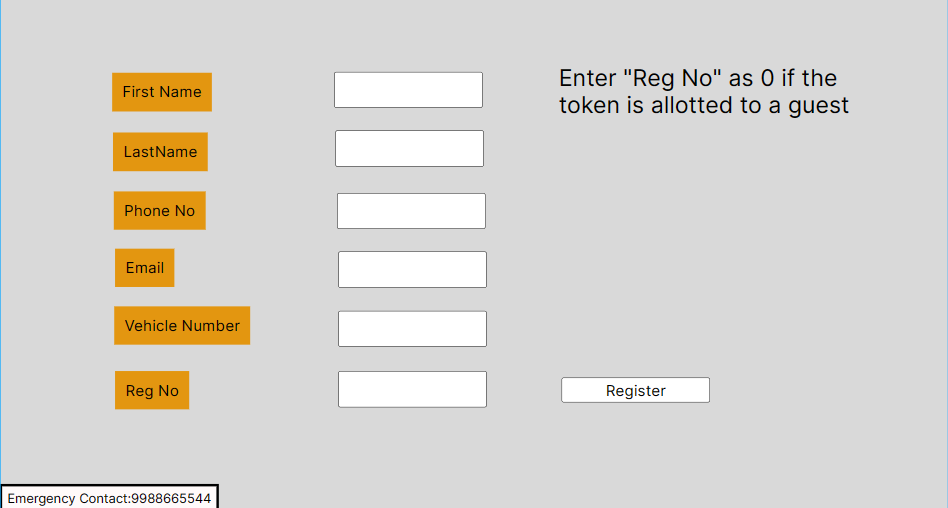 First Name
Enter "Reg No" as 0 if the
token is allotted to a guest
LastName
Phone No
Email
Vehicle Number
Reg No
Register
Emergency Contact:9988665544